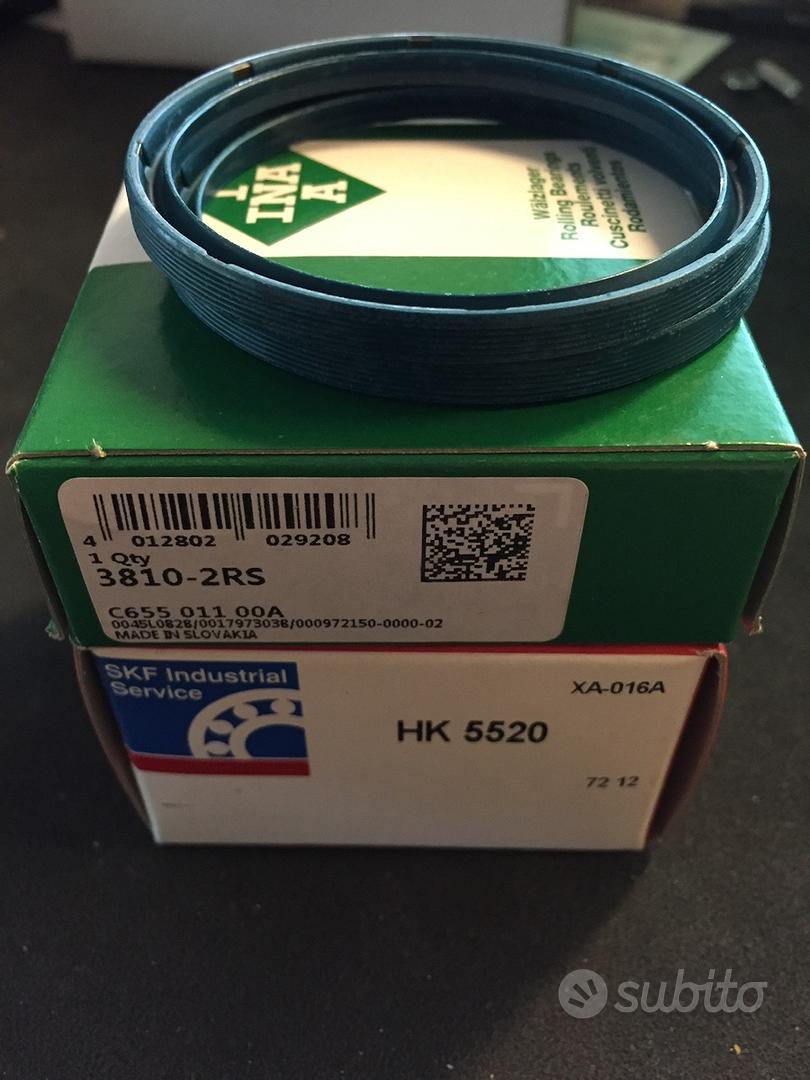 I
INA
A
Wälzlager
Rolling Bearings
Roulements
Cuscinetti volventi
Rodamientos
4 012802 029208
1 Qty
3810-2RS
C655 011 00A
0045L0828/0017973038/000972150-0000-02
MADE IN SLOVAKIA
SKF Industrial
Service
XA-016A
HK 5520
72 12
subito